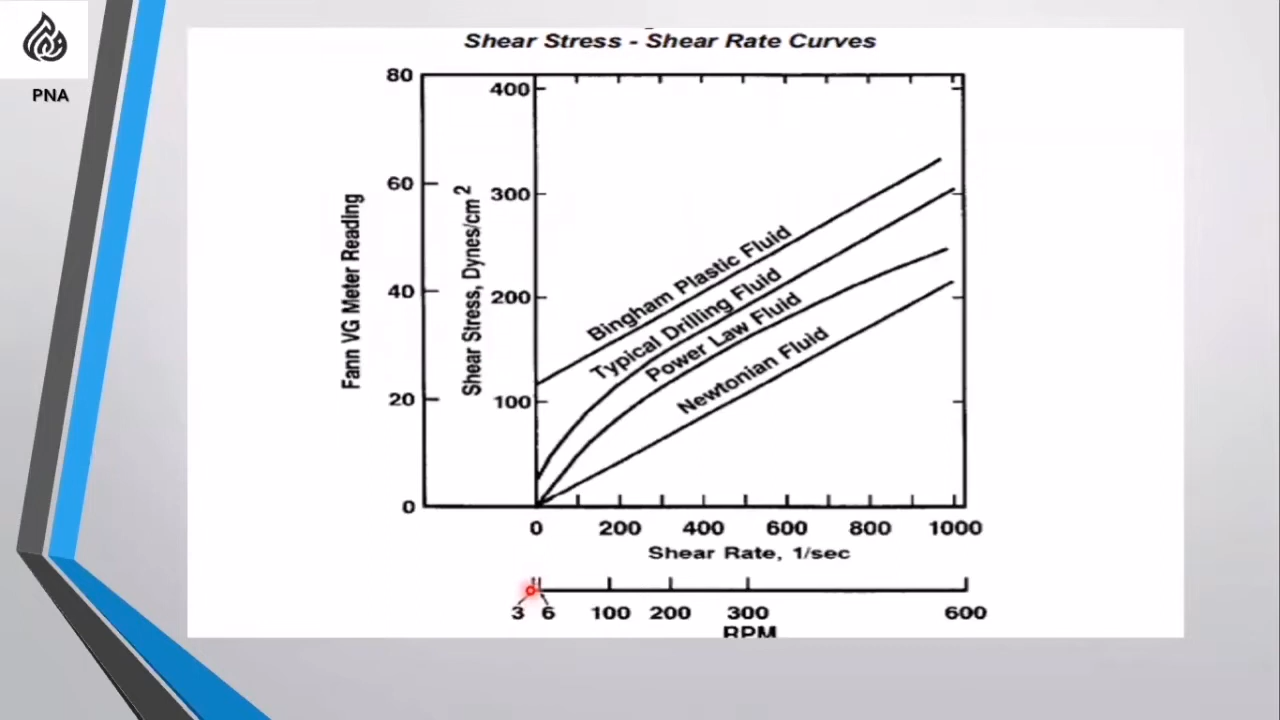 PNA
Shear Stress - Shear Rate Curves
Fann VG Meter Reading
80
60
40
20
0
Shear Stress, Dynes/cm2
400
300
200
100
Bingham Plastic Fluid
Typical Drilling Fluid
Power Law Fluid
Newtonian Fluid
0 200 400 600 800 1000
Shear Rate, 1/sec
3 6 100 200 300 600
RPM